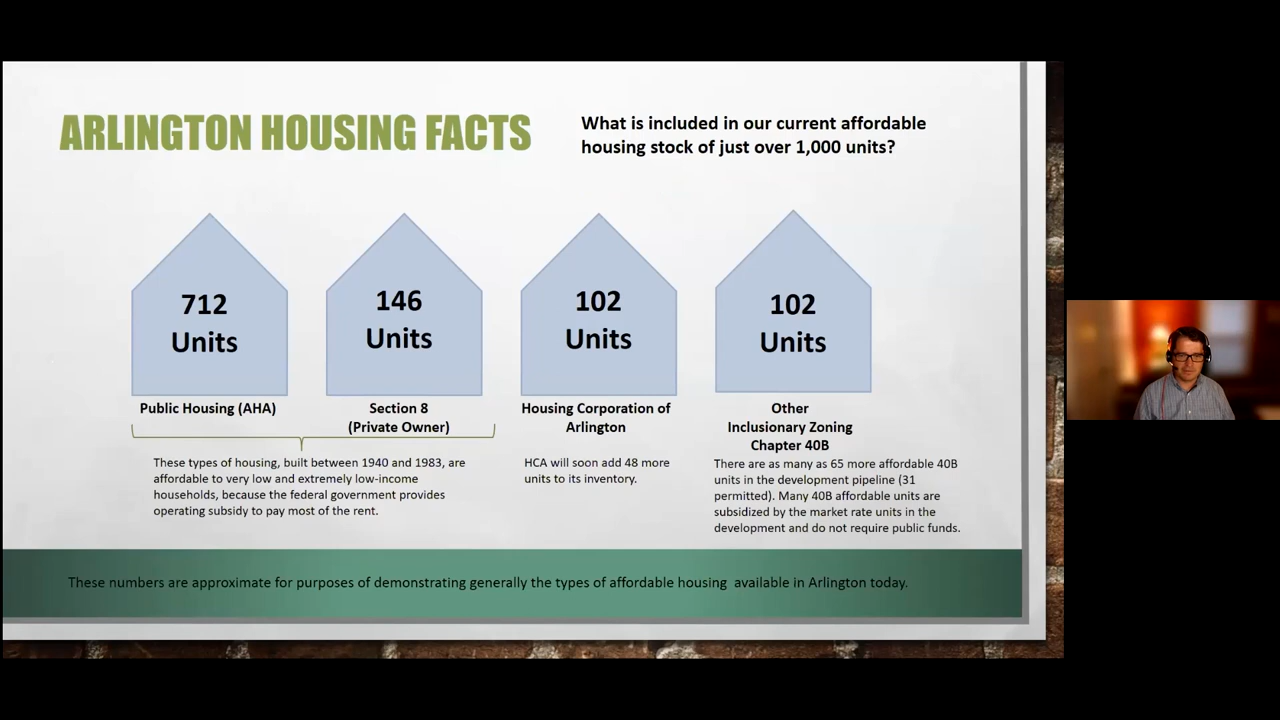 ARLINGTON HOUSING FACTS
What is included in our current affordable
housing stock of just over 1,000 units?
712
Units
146
Units
102
Units
102
Units
Public Housing (AHA)
Section 8
(Private Owner)
Housing Corporation of
Arlington
Other
Inclusionary Zoning
Chapter 40B
These types of housing, built between 1940 and 1983, are
affordable to very low and extremely low-income
households, because the federal government provides
operating subsidy to pay most of the rent.
HCA will soon add 48 more
units to its inventory.
There are as many as 65 more affordable 40B
units in the development pipeline (31
permitted). Many 40B affordable units are
subsidized by the market rate units in the
development and do not require public funds.
These numbers are approximate for purposes of demonstrating generally the types of affordable housing  available in Arlington today.